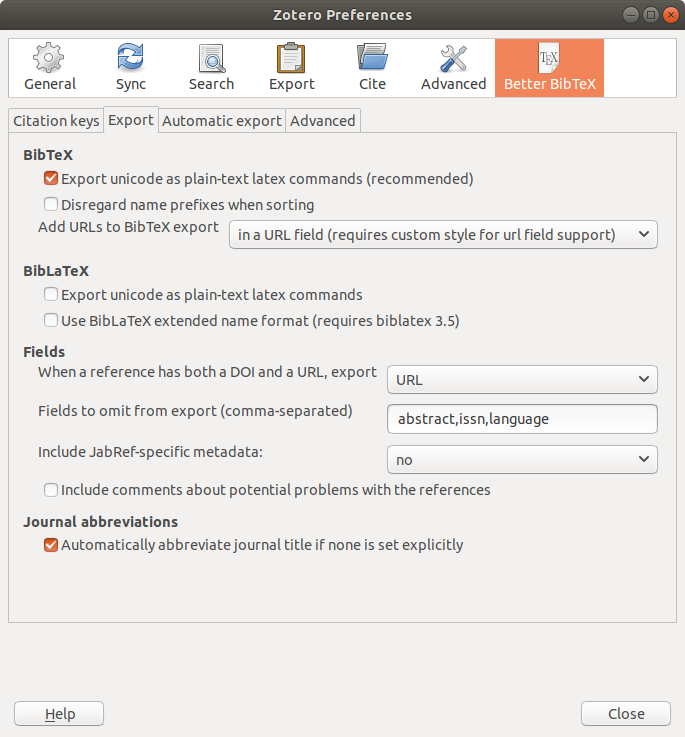 Zotero Preferences
General Sync Search Export Cite Advanced Better BibTeX
TEX
Citation keys Export Automatic export Advanced
BibTeX
Export unicode as plain-text latex commands (recommended)
Disregard name prefixes when sorting
Add URLs to BibTeX export in a URL field (requires custom style for url field support)
BibLaTeX
Export unicode as plain-text latex commands
Use BibLaTeX extended name format (requires biblatex 3.5)
Fields
When a reference has both a DOI and a URL, export URL
Fields to omit from export (comma-separated) abstract,issn,language
Include JabRef-specific metadata: no
Include comments about potential problems with the references
Journal abbreviations
Automatically abbreviate journal title if none is set explicitly
Help Close